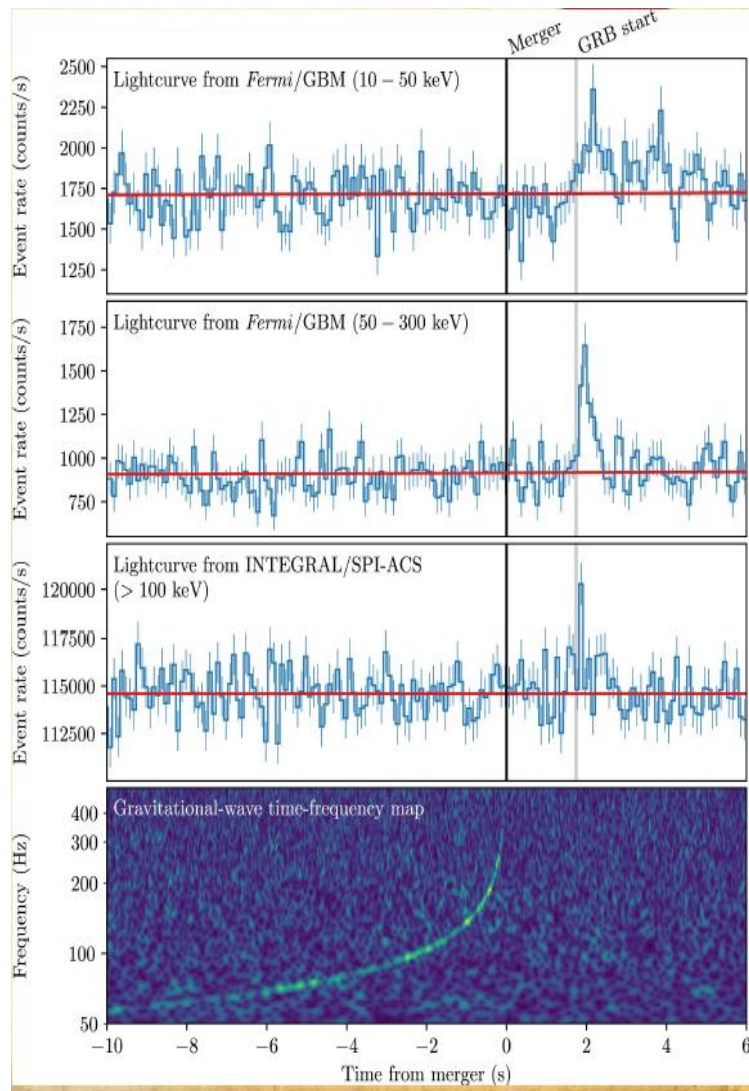 Merger
GRB start
Lightcurve from Fermi/GBM (10 – 50 keV)
Event rate (counts/s)
2500
2250
2000
1750
1500
1250
Lightcurve from Fermi/GBM (50 – 300 keV)
Event rate (counts/s)
1750
1500
1250
1000
750
Lightcurve from INTEGRAL/SPI-ACS
(> 100 keV)
Event rate (counts/s)
120000
117500
115000
112500
Gravitational-wave time-frequency map
Frequency (Hz)
400
300
200
100
50
−10 −8 −6 −4 −2 0 2 4 6
Time from merger (s)